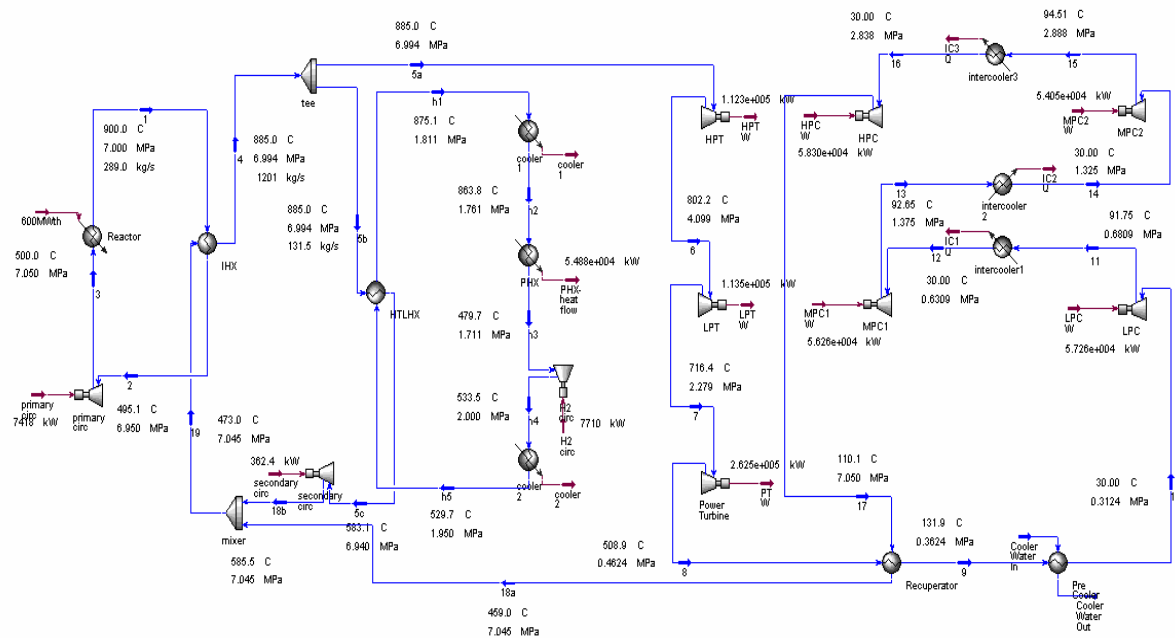 885.0 C
6.994 MPa
5a
tee
1
900.0 C
7.000 MPa
289.0 kg/s
4
885.0 C
6.994 MPa
1201 kg/s
885.0 C
6.994 MPa
131.5 kg/s
5b
600MWth
Reactor
500.0 C
7.050 MPa
3
IHX
HTLHX
2
primary circ
7418 kW
primary circ
495.1 C
6.950 MPa
19
473.0 C
7.045 MPa
362.4 kW
secondary circ
secondary circ
18b
5c
583.1 C
6.940 MPa
mixer
585.5 C
7.045 MPa
18a
459.0 C
7.045 MPa
h1
875.1 C
1.811 MPa
cooler 1
cooler 1
863.8 C
1.761 MPa
h2
PHX
5.488e+004 kW
PHX-heat flow
479.7 C
1.711 MPa
h3
H2 circ
7710 kW
H2 circ
533.5 C
2.000 MPa
h4
cooler 2
cooler 2
h5
529.7 C
1.950 MPa
1.123e+005 kW
HPT
HPT W
802.2 C
4.099 MPa
6
1.135e+005 kW
LPT
LPT W
716.4 C
2.279 MPa
7
2.625e+005 kW
Power Turbine
PT W
508.9 C
0.4624 MPa
8
30.00 C
2.838 MPa
16
IC3 Q
intercooler3
94.51 C
2.888 MPa
15
HPC W
HPC
5.830e+004 kW
5.405e+004 kW
MPC2 W
MPC2
30.00 C
1.325 MPa
IC2 Q
14
13
intercooler 2
92.65 C
1.375 MPa
IC1 Q
12
intercooler1
91.75 C
0.6809 MPa
11
30.00 C
0.6309 MPa
MPC1 W
MPC1
5.626e+004 kW
LPC W
LPC
5.726e+004 kW
110.1 C
7.050 MPa
17
30.00 C
0.3124 MPa
131.9 C
0.3624 MPa
Cooler Water In
9
Recuperator
Pre Cooler
Cooler Water Out